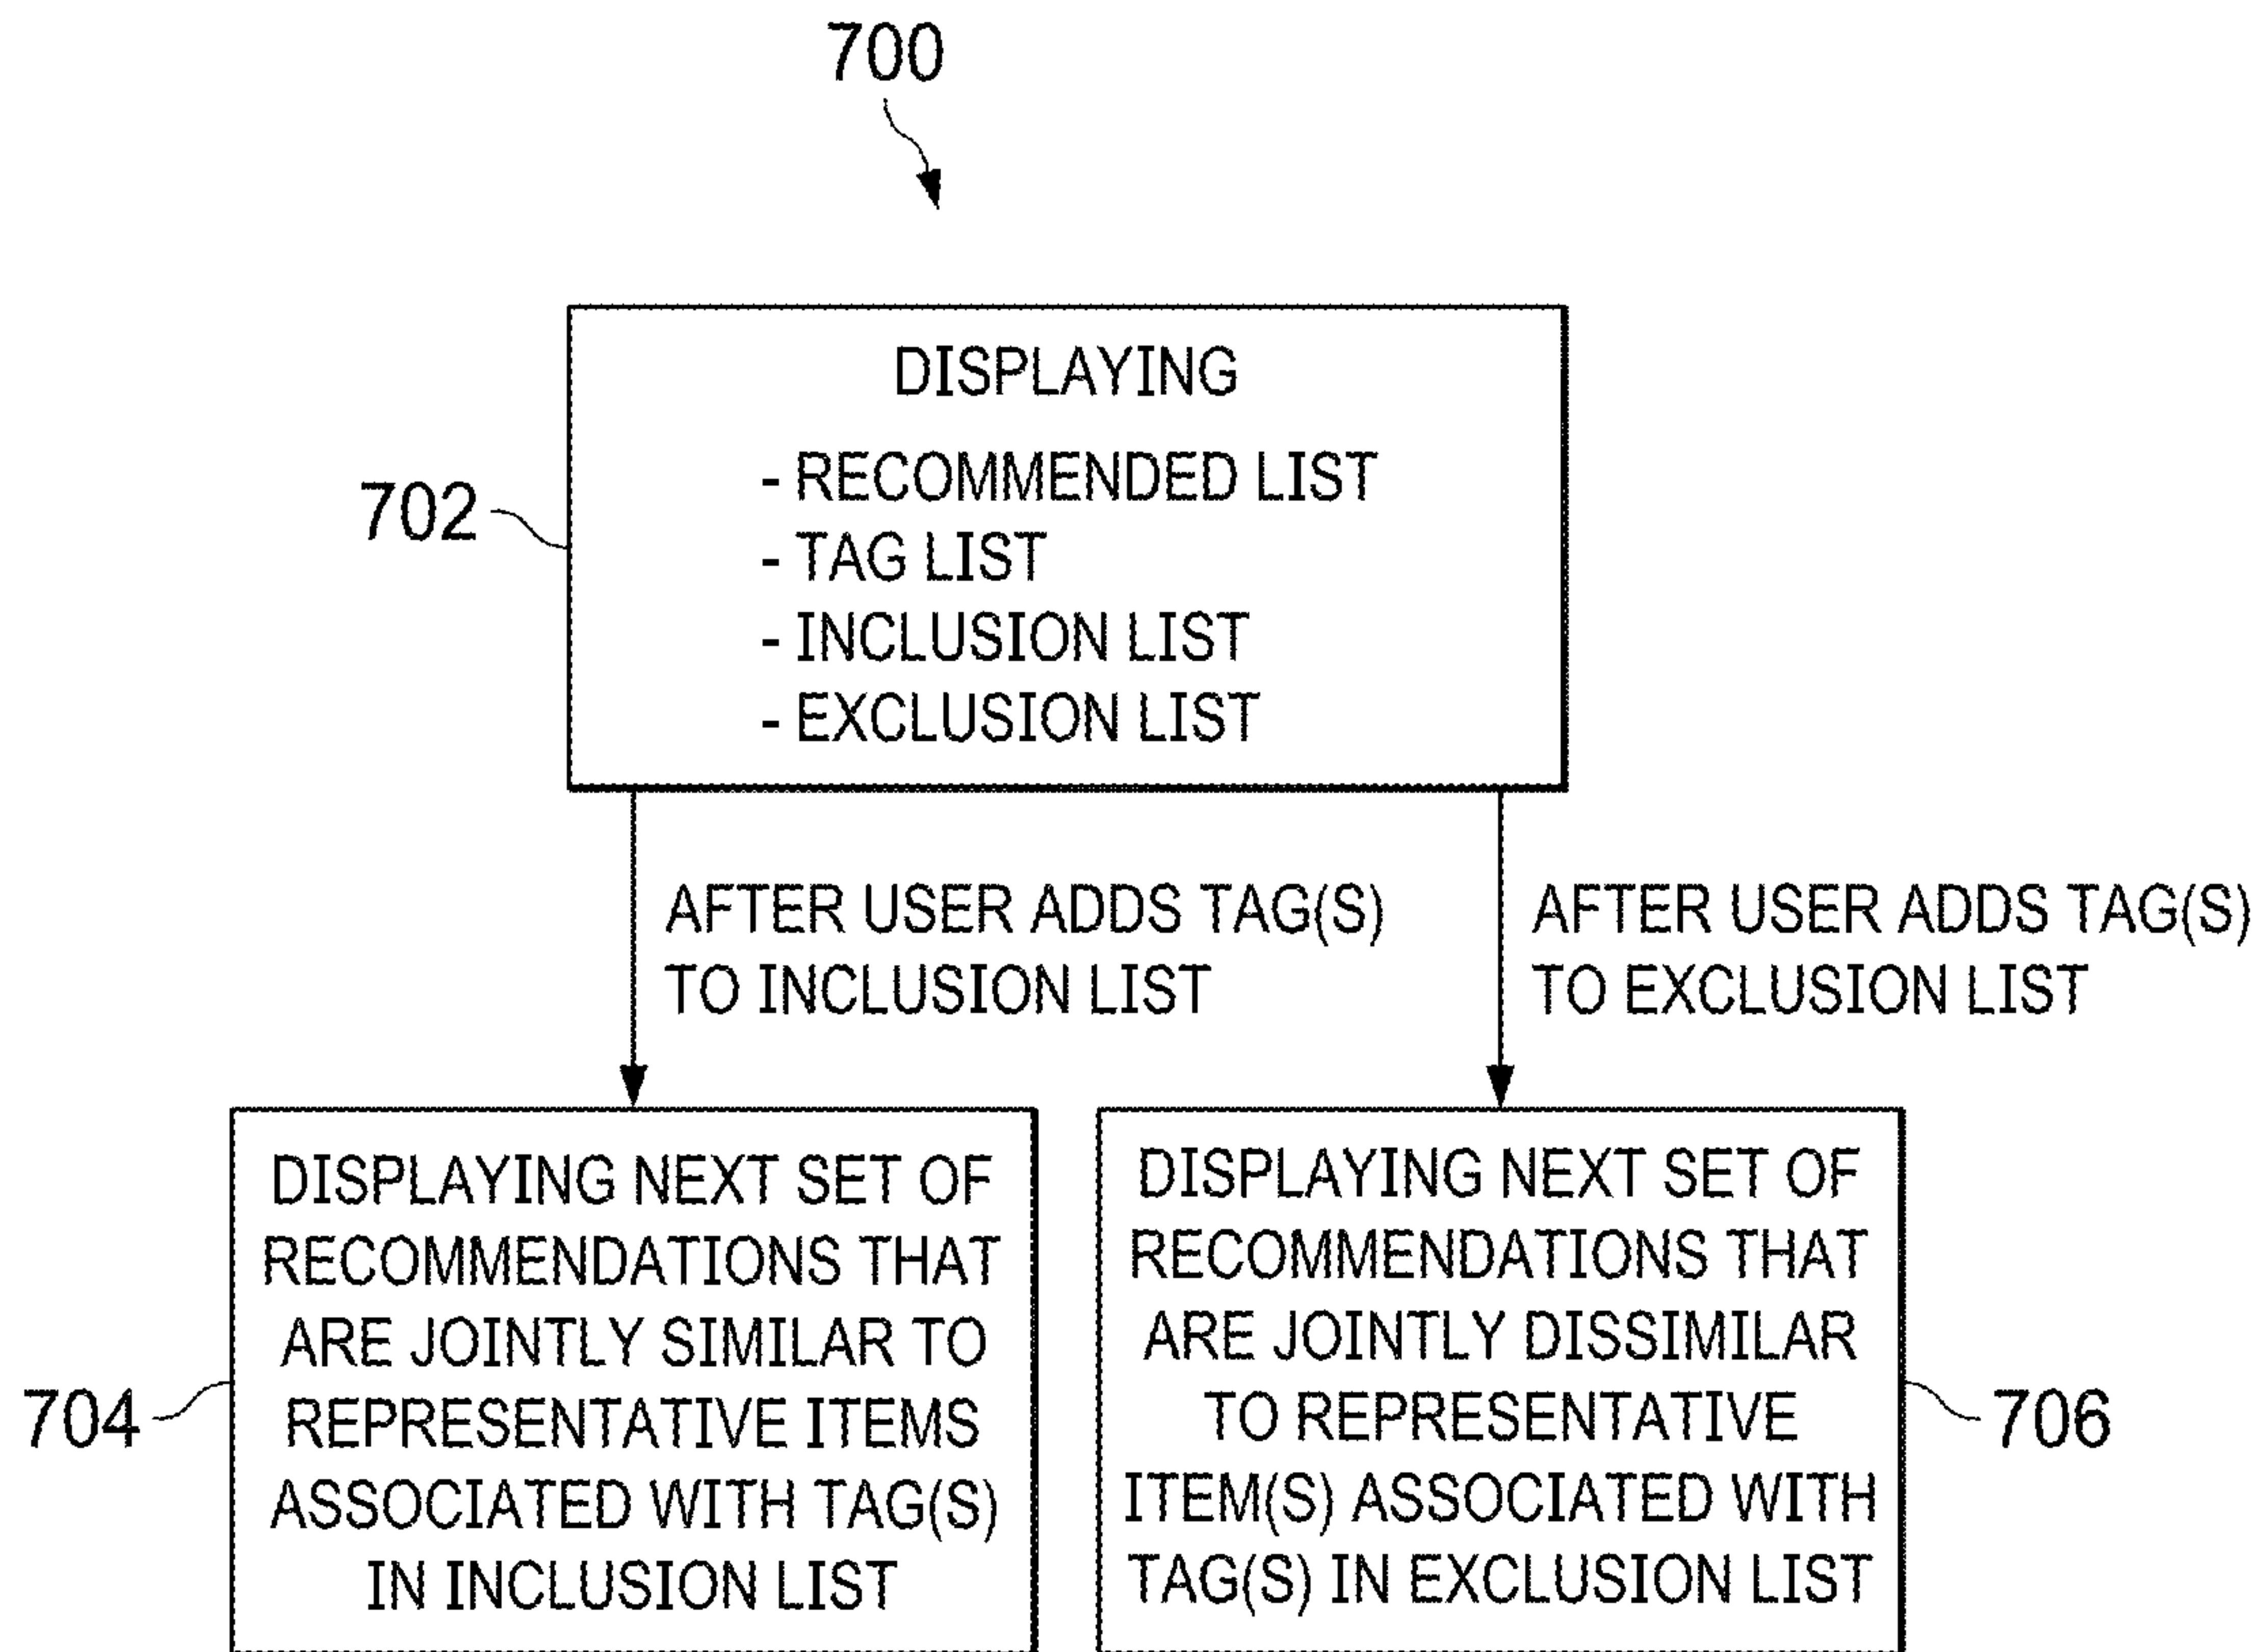 700
DISPLAYING
- RECOMMENDED LIST
- TAG LIST
- INCLUSION LIST
- EXCLUSION LIST
702
AFTER USER ADDS TAG(S)
TO INCLUSION LIST
AFTER USER ADDS TAG(S)
TO EXCLUSION LIST
DISPLAYING NEXT SET OF
RECOMMENDATIONS THAT
ARE JOINTLY SIMILAR TO
REPRESENTATIVE ITEMS
ASSOCIATED WITH TAG(S)
IN INCLUSION LIST
704
DISPLAYING NEXT SET OF
RECOMMENDATIONS THAT
ARE JOINTLY DISSIMILAR
TO REPRESENTATIVE
ITEM(S) ASSOCIATED WITH
TAG(S) IN EXCLUSION LIST
706